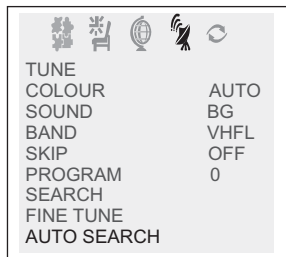 TUNE
COLOUR AUTO
SOUND BG
BAND VHFL
SKIP OFF
PROGRAM 0
SEARCH
FINE TUNE
AUTO SEARCH